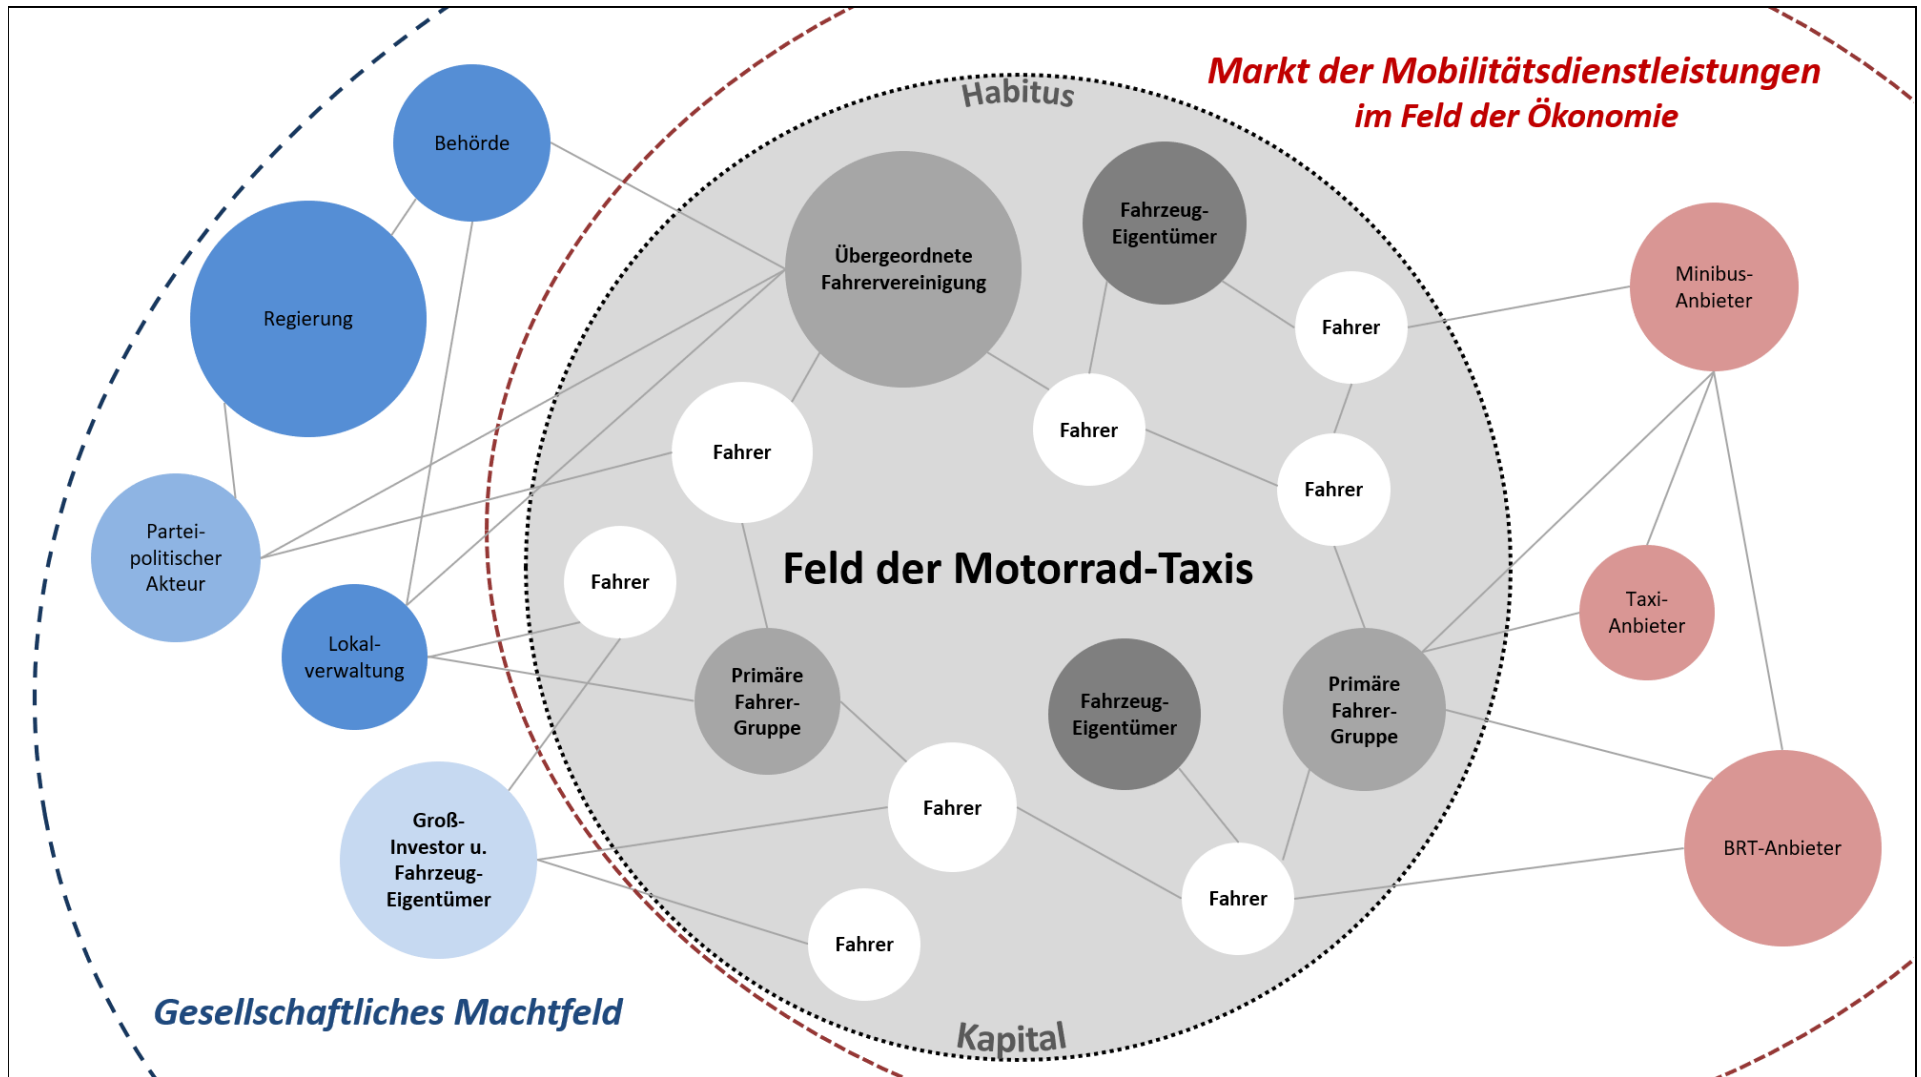 Markt der Mobilitätsdienstleistungen
im Feld der Ökonomie
Habitus
Behörde
Fahrzeug-
Eigentümer
Übergeordnete
Fahrervereinigung
Minibus-
Anbieter
Regierung
Fahrer
Fahrer
Fahrer
Fahrer
Partei-
politischer
Akteur
Feld der Motorrad-Taxis
Fahrer
Taxi-
Anbieter
Lokal-
verwaltung
Primäre
Fahrer-
Gruppe
Fahrzeug-
Eigentümer
Primäre
Fahrer-
Gruppe
Fahrer
Groß-
Investor u.
Fahrzeug-
Eigentümer
BRT-Anbieter
Fahrer
Fahrer
Gesellschaftliches Machtfeld
Kapital